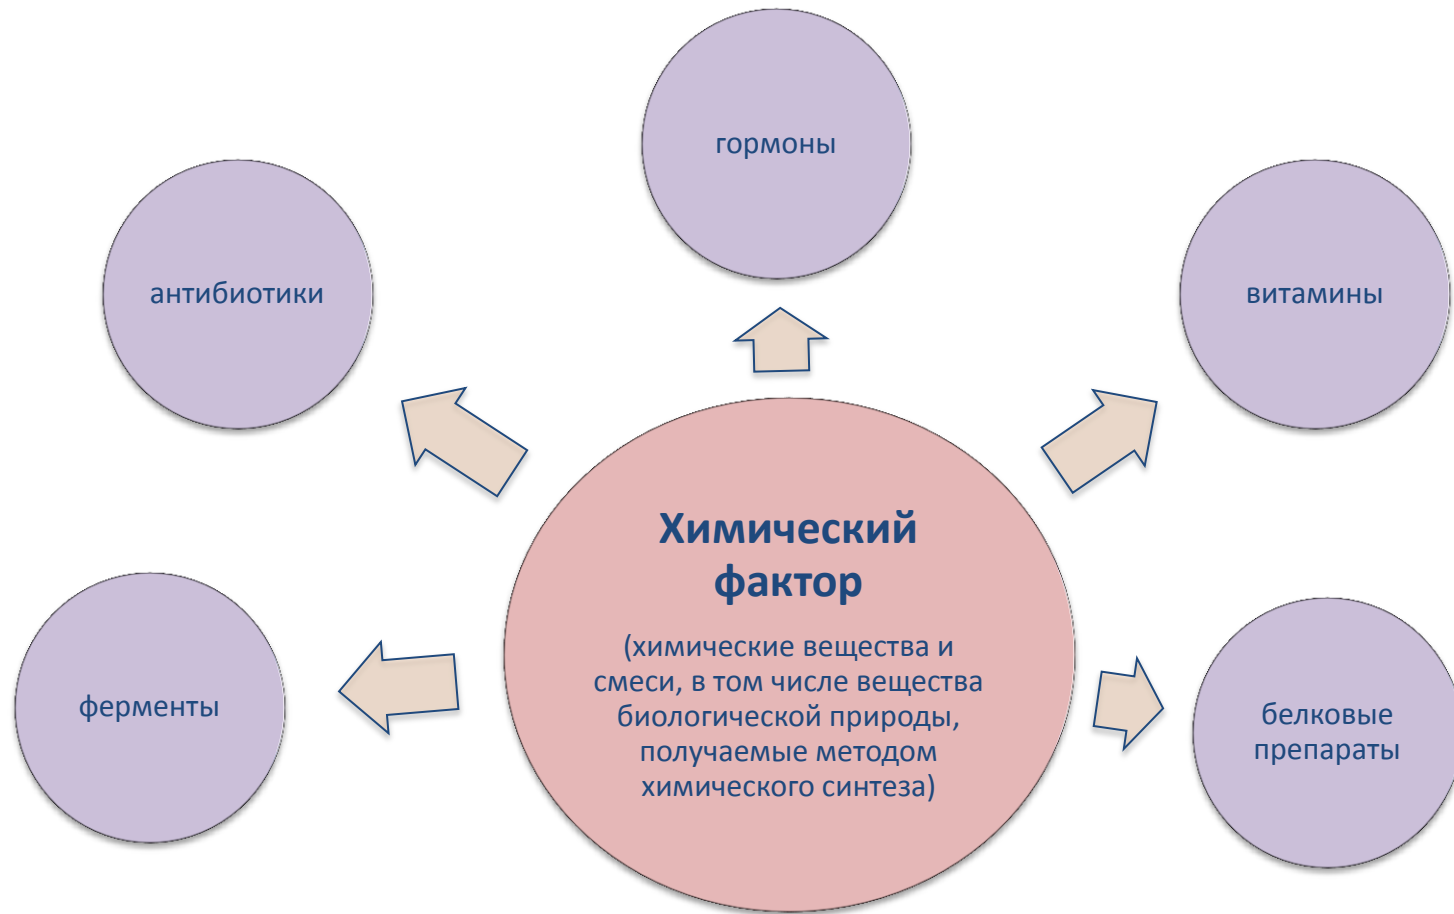 гормоны
антибиотики
витамины
Химический
фактор
(химические вещества и
смеси, в том числе вещества
биологической природы,
получаемые методом
химического синтеза)
ферменты
белковые
препараты